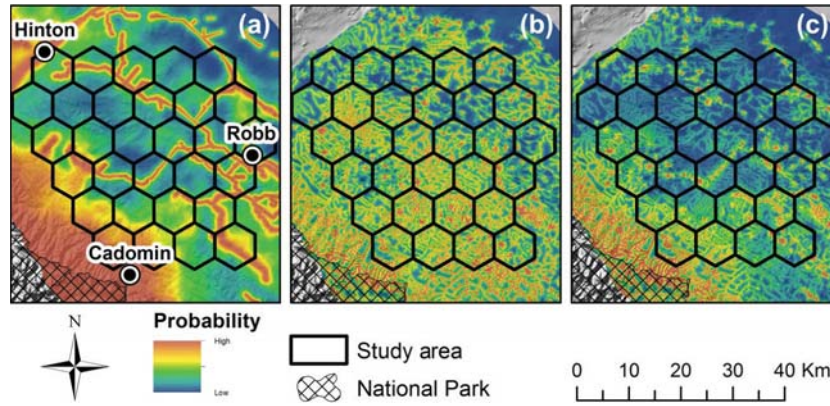 (a)
(b)
(c)
Hinton
Robb
Cadomin
N
Probability
High
Low
Study area
National Park
0 10 20 30 40 Km